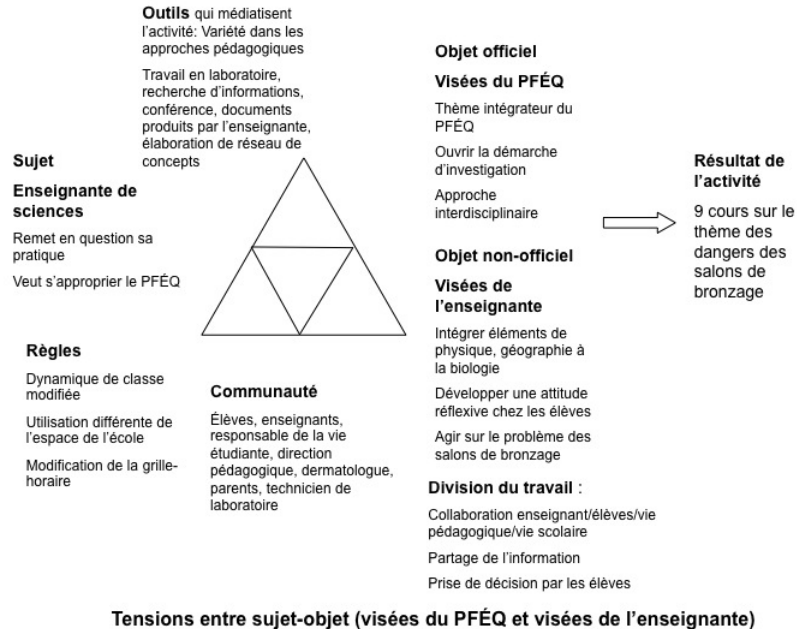 Outils qui médiatisent
l'activité: Variété dans les
approches pédagogiques
Travail en laboratoire,
recherche d'informations,
conférence, documents
produits par l'enseignante,
élaboration de réseau de
concepts
Sujet
Enseignante de
sciences
Remet en question sa
pratique
Veut s'approprier le PFÉQ
Objet officiel
Visées du PFÉQ
Thème intégrateur du
PFÉQ
Ouvrir la démarche
d'investigation
Approche
interdisciplinaire
Objet non-officiel
Visées de
l'enseignante
Intégrer éléments de
physique, géographie à
la biologie
Développer une attitude
réflexive chez les élèves
Agir sur le problème des
salons de bronzage
Résultat de
l'activité
9 cours sur le
thème des
dangers des
salons de
bronzage
Règles
Dynamique de classe
modifiée
Utilisation différente de
l'espace de l'école
Modification de la grille-
horaire
Communauté
Élèves, enseignants,
responsable de la vie
étudiante, direction
pédagogique, dermatologue,
parents, technicien de
laboratoire
Division du travail :
Collaboration enseignant/élèves/vie
pédagogique/vie scolaire
Partage de l'information
Prise de décision par les élèves
Tensions entre sujet-objet (visées du PFÉQ et visées de l'enseignante)